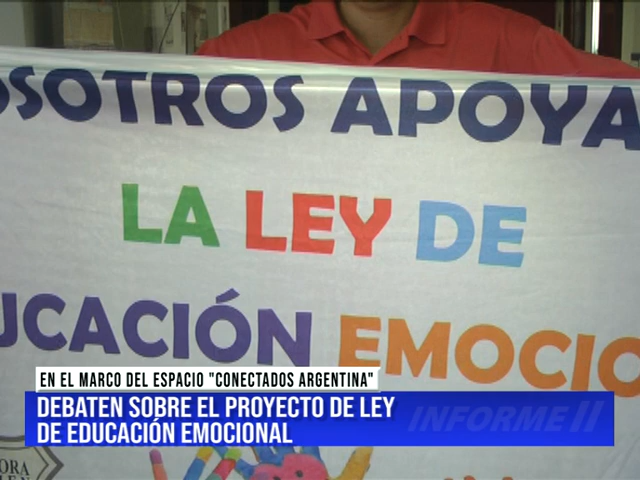 OSOTROS APOYA
LA LEY DE
UCACIÓN EMOCIO
EN EL MARCO DEL ESPACIO "CONECTADOS ARGENTINA"
DEBATEN SOBRE EL PROYECTO DE LEY
DE EDUCACIÓN EMOCIONAL
INFORME II
ORA